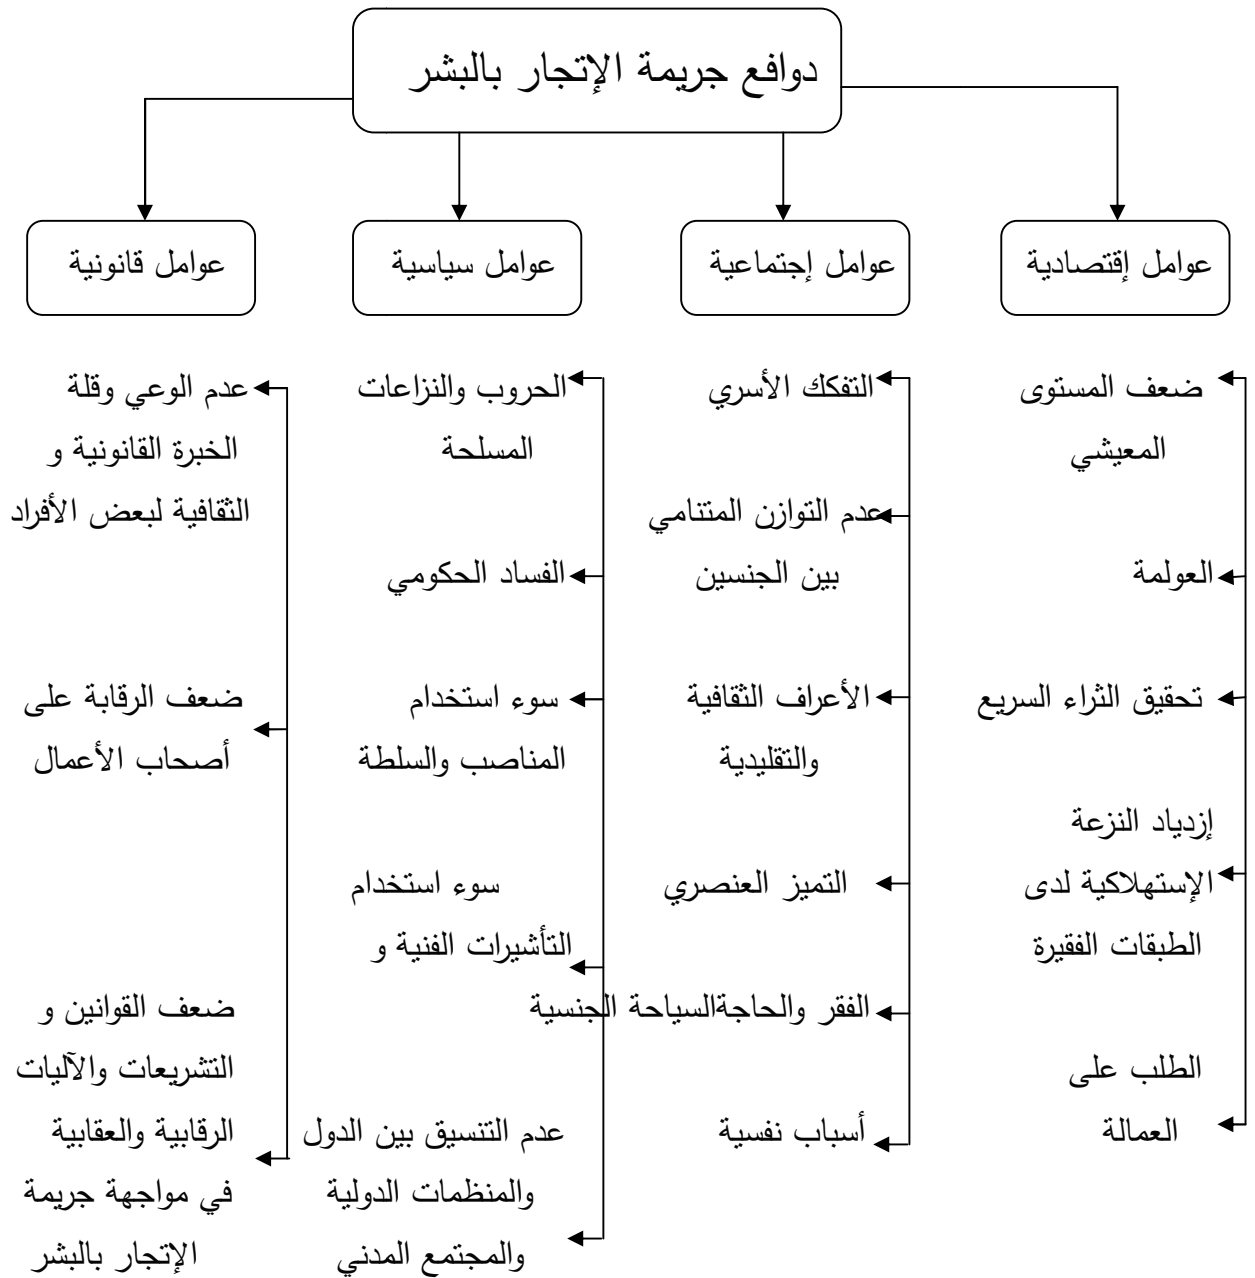 دوافع جريمة الإتجار بالبشر
عوامل إقتصادية
عوامل إجتماعية
عوامل سياسية
عوامل قانونية
ضعف المستوى
المعيشي
العولمة
تحقيق الثراء السريع
إزدياد النزعة
الإستهلاكية لدى
الطبقات الفقيرة
الطلب على
العمالة
التفكك الأسري
عدم التوازن المتنامي
بين الجنسين
الأعراف الثقافية
والتقليدية
التميز العنصري
الفقر والحاجة
أسباب نفسية
الحروب والنزاعات
المسلحة
الفساد الحكومي
سوء استخدام
المناصب والسلطة
سوء استخدام
التأشيرات الفنية و
السياحة الجنسية
عدم التنسيق بين الدول
والمنظمات الدولية
والمجتمع المدني
عدم الوعي وقلة
الخبرة القانونية و
الثقافية لبعض الأفراد
ضعف الرقابة على
أصحاب الأعمال
ضعف القوانين و
التشريعات والآليات
الرقابية والعقابية
في مواجهة جريمة
الإتجار بالبشر